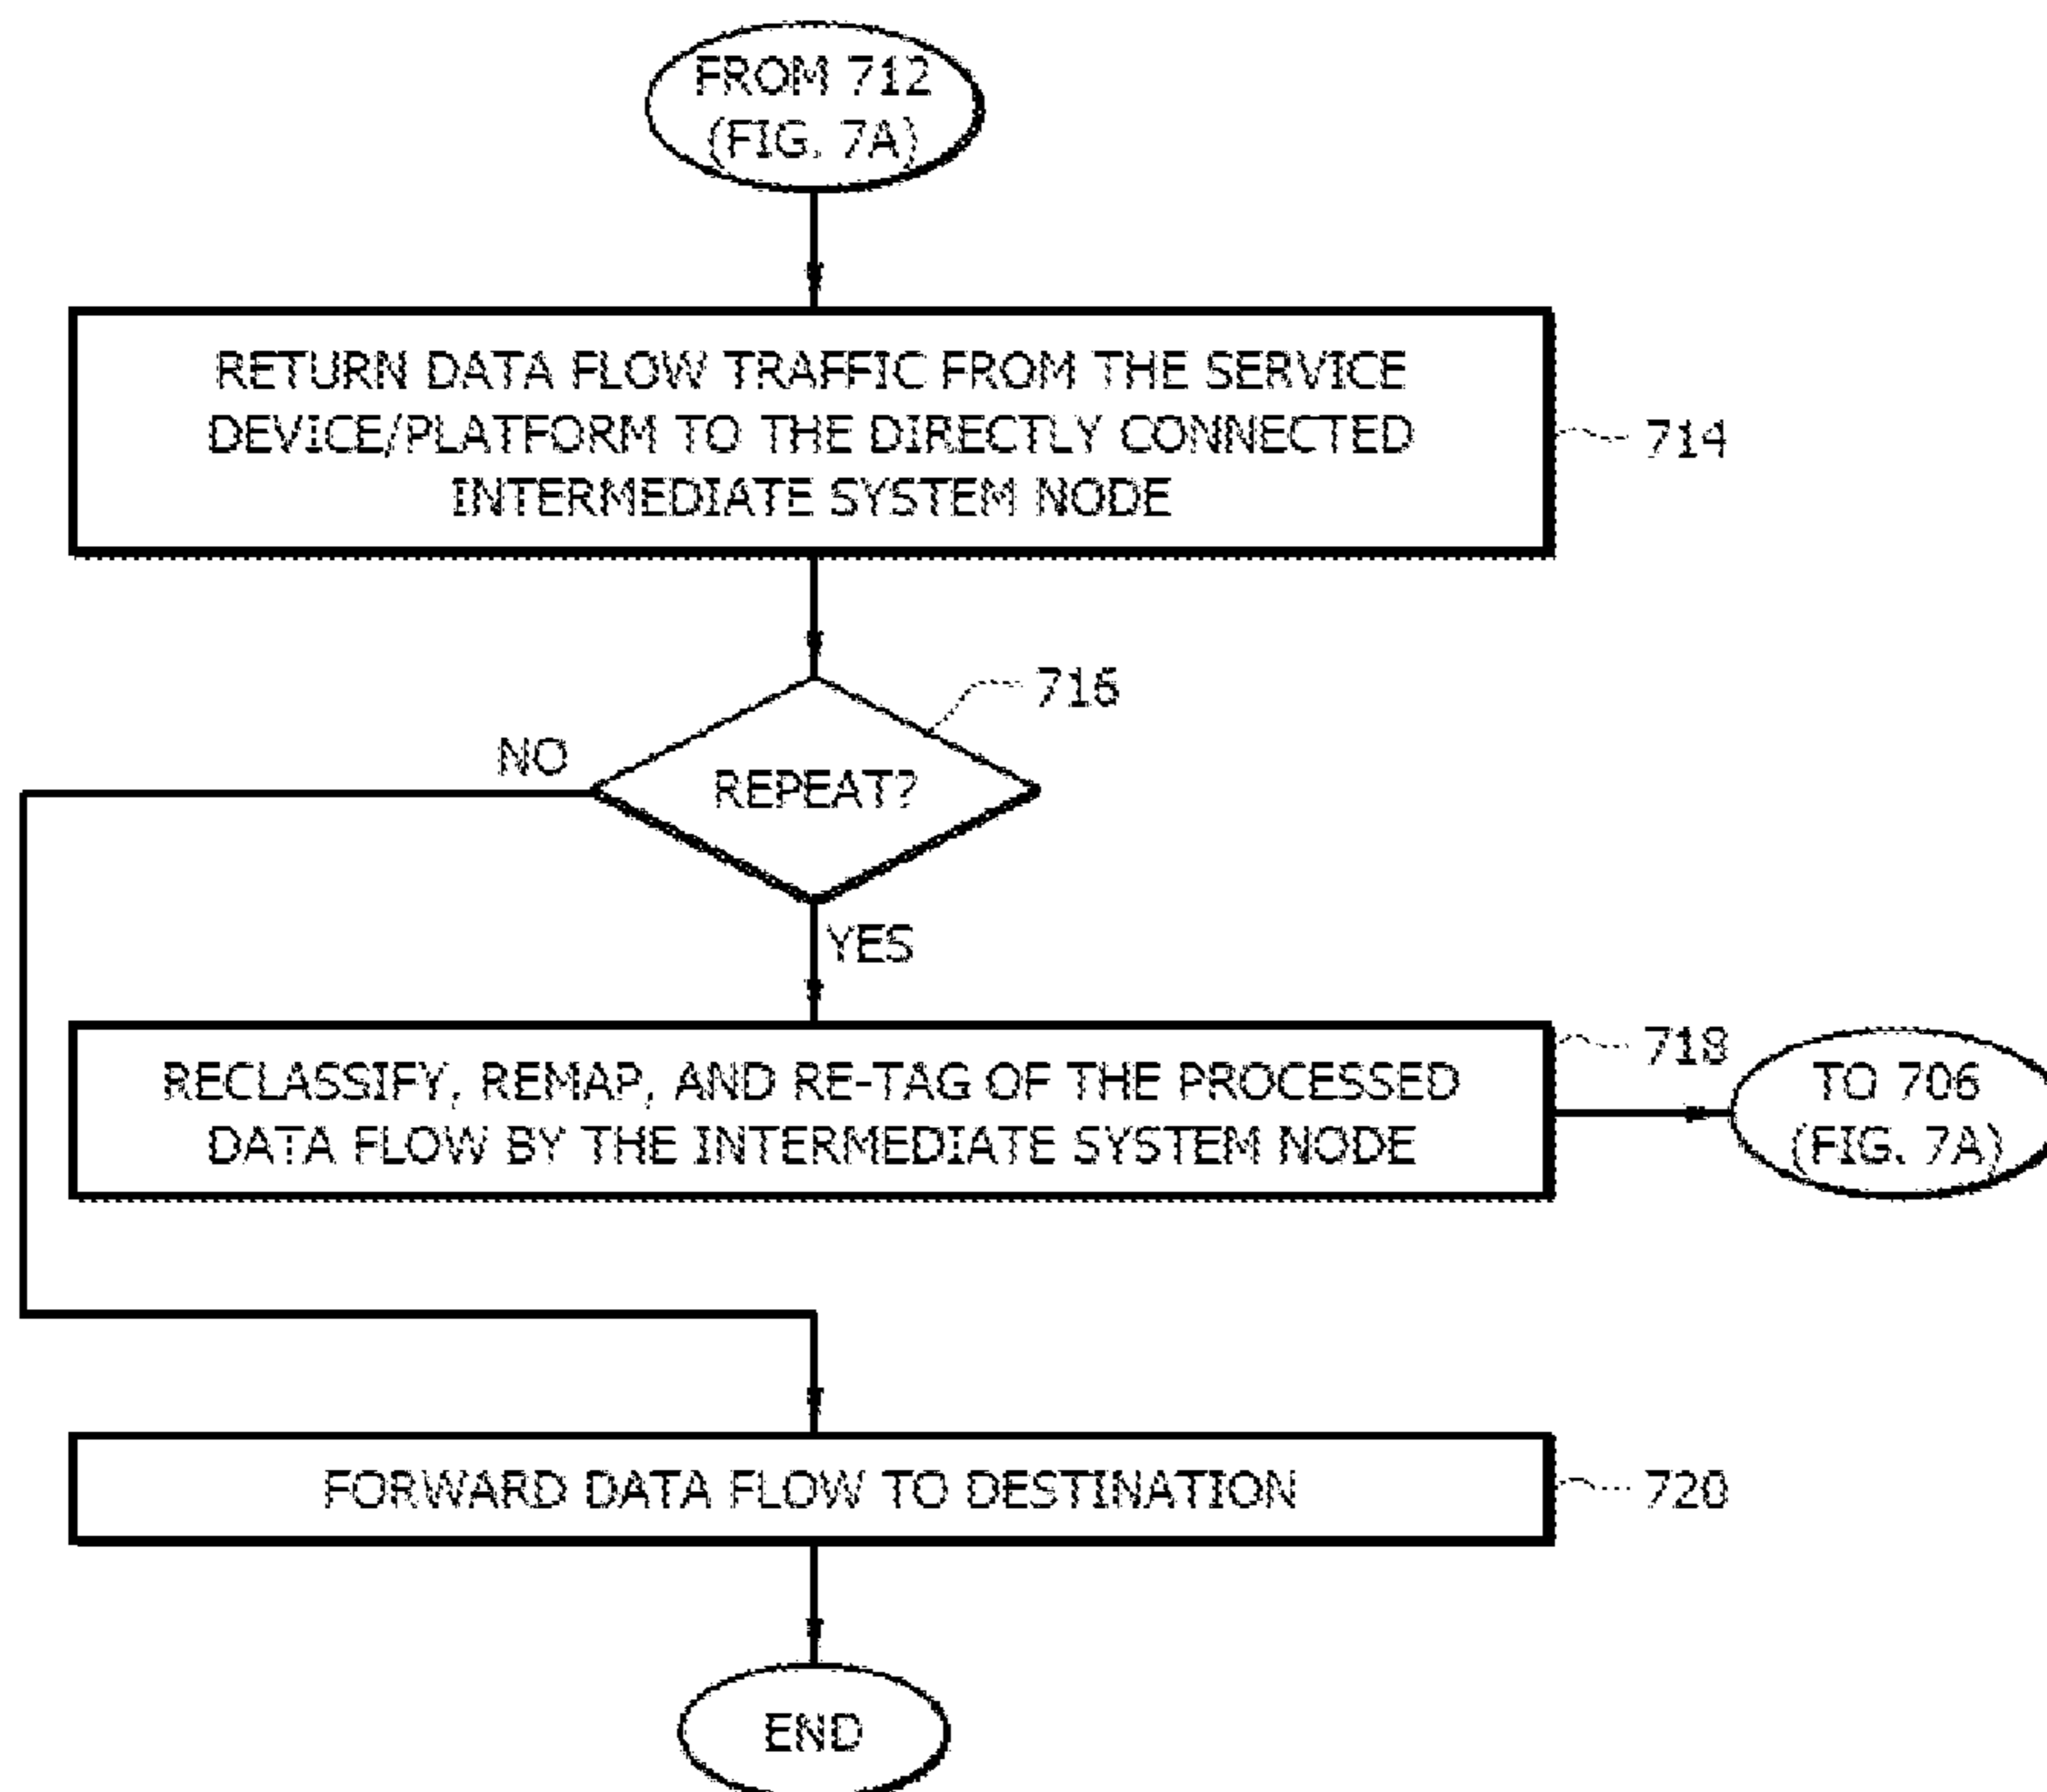 FROM 712
(FIG. 7A)
RETURN DATA FLOW TRAFFIC FROM THE SERVICE
DEVICE/PLATFORM TO THE DIRECTLY CONNECTED
INTERMEDIATE SYSTEM NODE
714
716
NO
REPEAT?
YES
RECLASSIFY, REMAP, AND RE-TAG OF THE PROCESSED
DATA FLOW BY THE INTERMEDIATE SYSTEM NODE
718
TO 706
(FIG. 7A)
FORWARD DATA FLOW TO DESTINATION
720
END